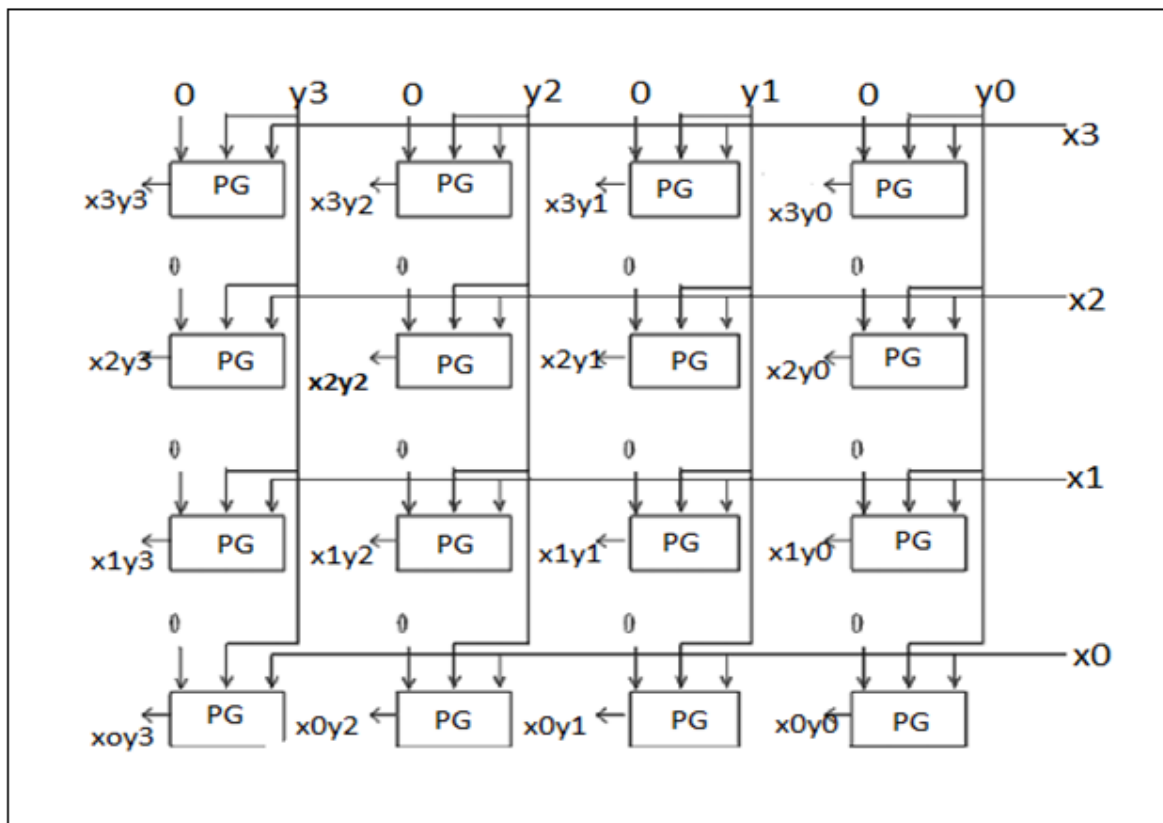 0 y3 0 y2 0 y1 0 y0
x3
PG PG PG PG
x3y3 x3y2 x3y1 x3y0
0 0 0 0
x2
PG PG PG PG
x2y3 x2y2 x2y1 x2y0
0 0 0 0
x1
PG PG PG PG
x1y3 x1y2 x1y1 x1y0
0 0 0 0
x0
PG PG PG PG
xoy3 x0y2 x0y1 x0y0